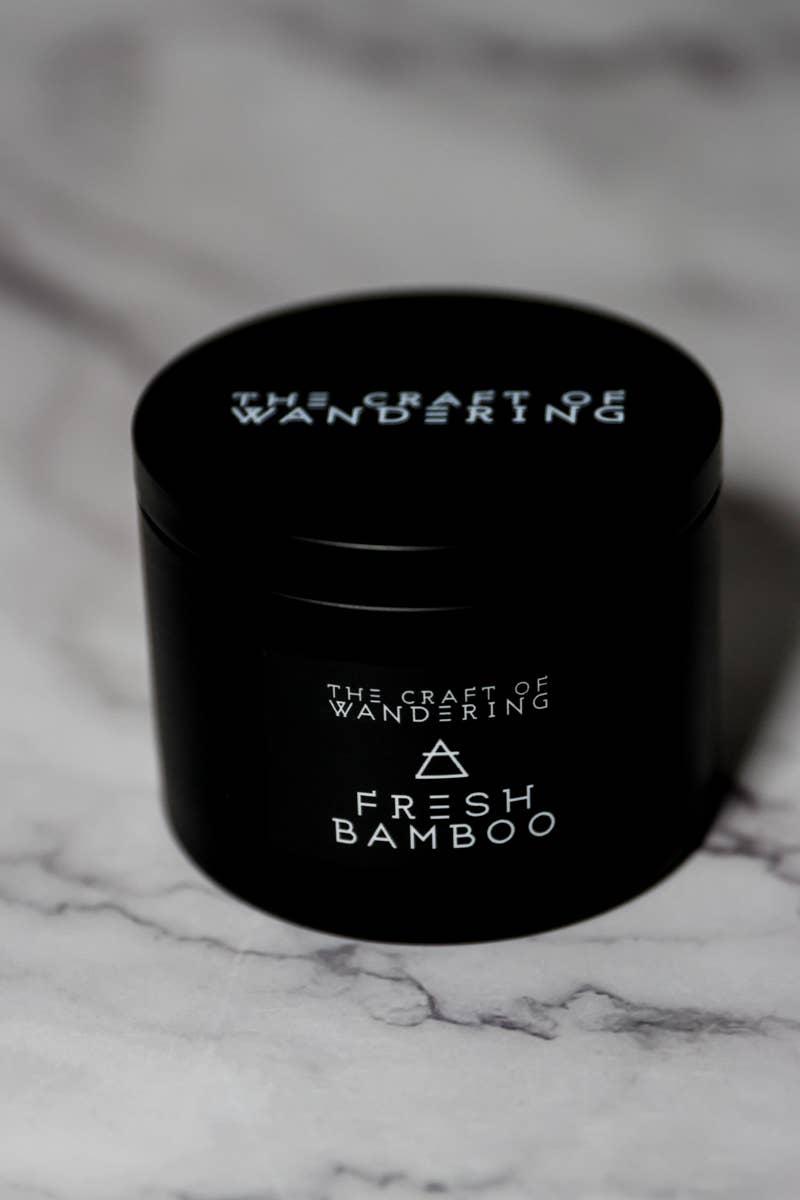 THE CRAFT OF
WANDERING
THE CRAFT OF
WANDERING
FRESH
BAMBOO